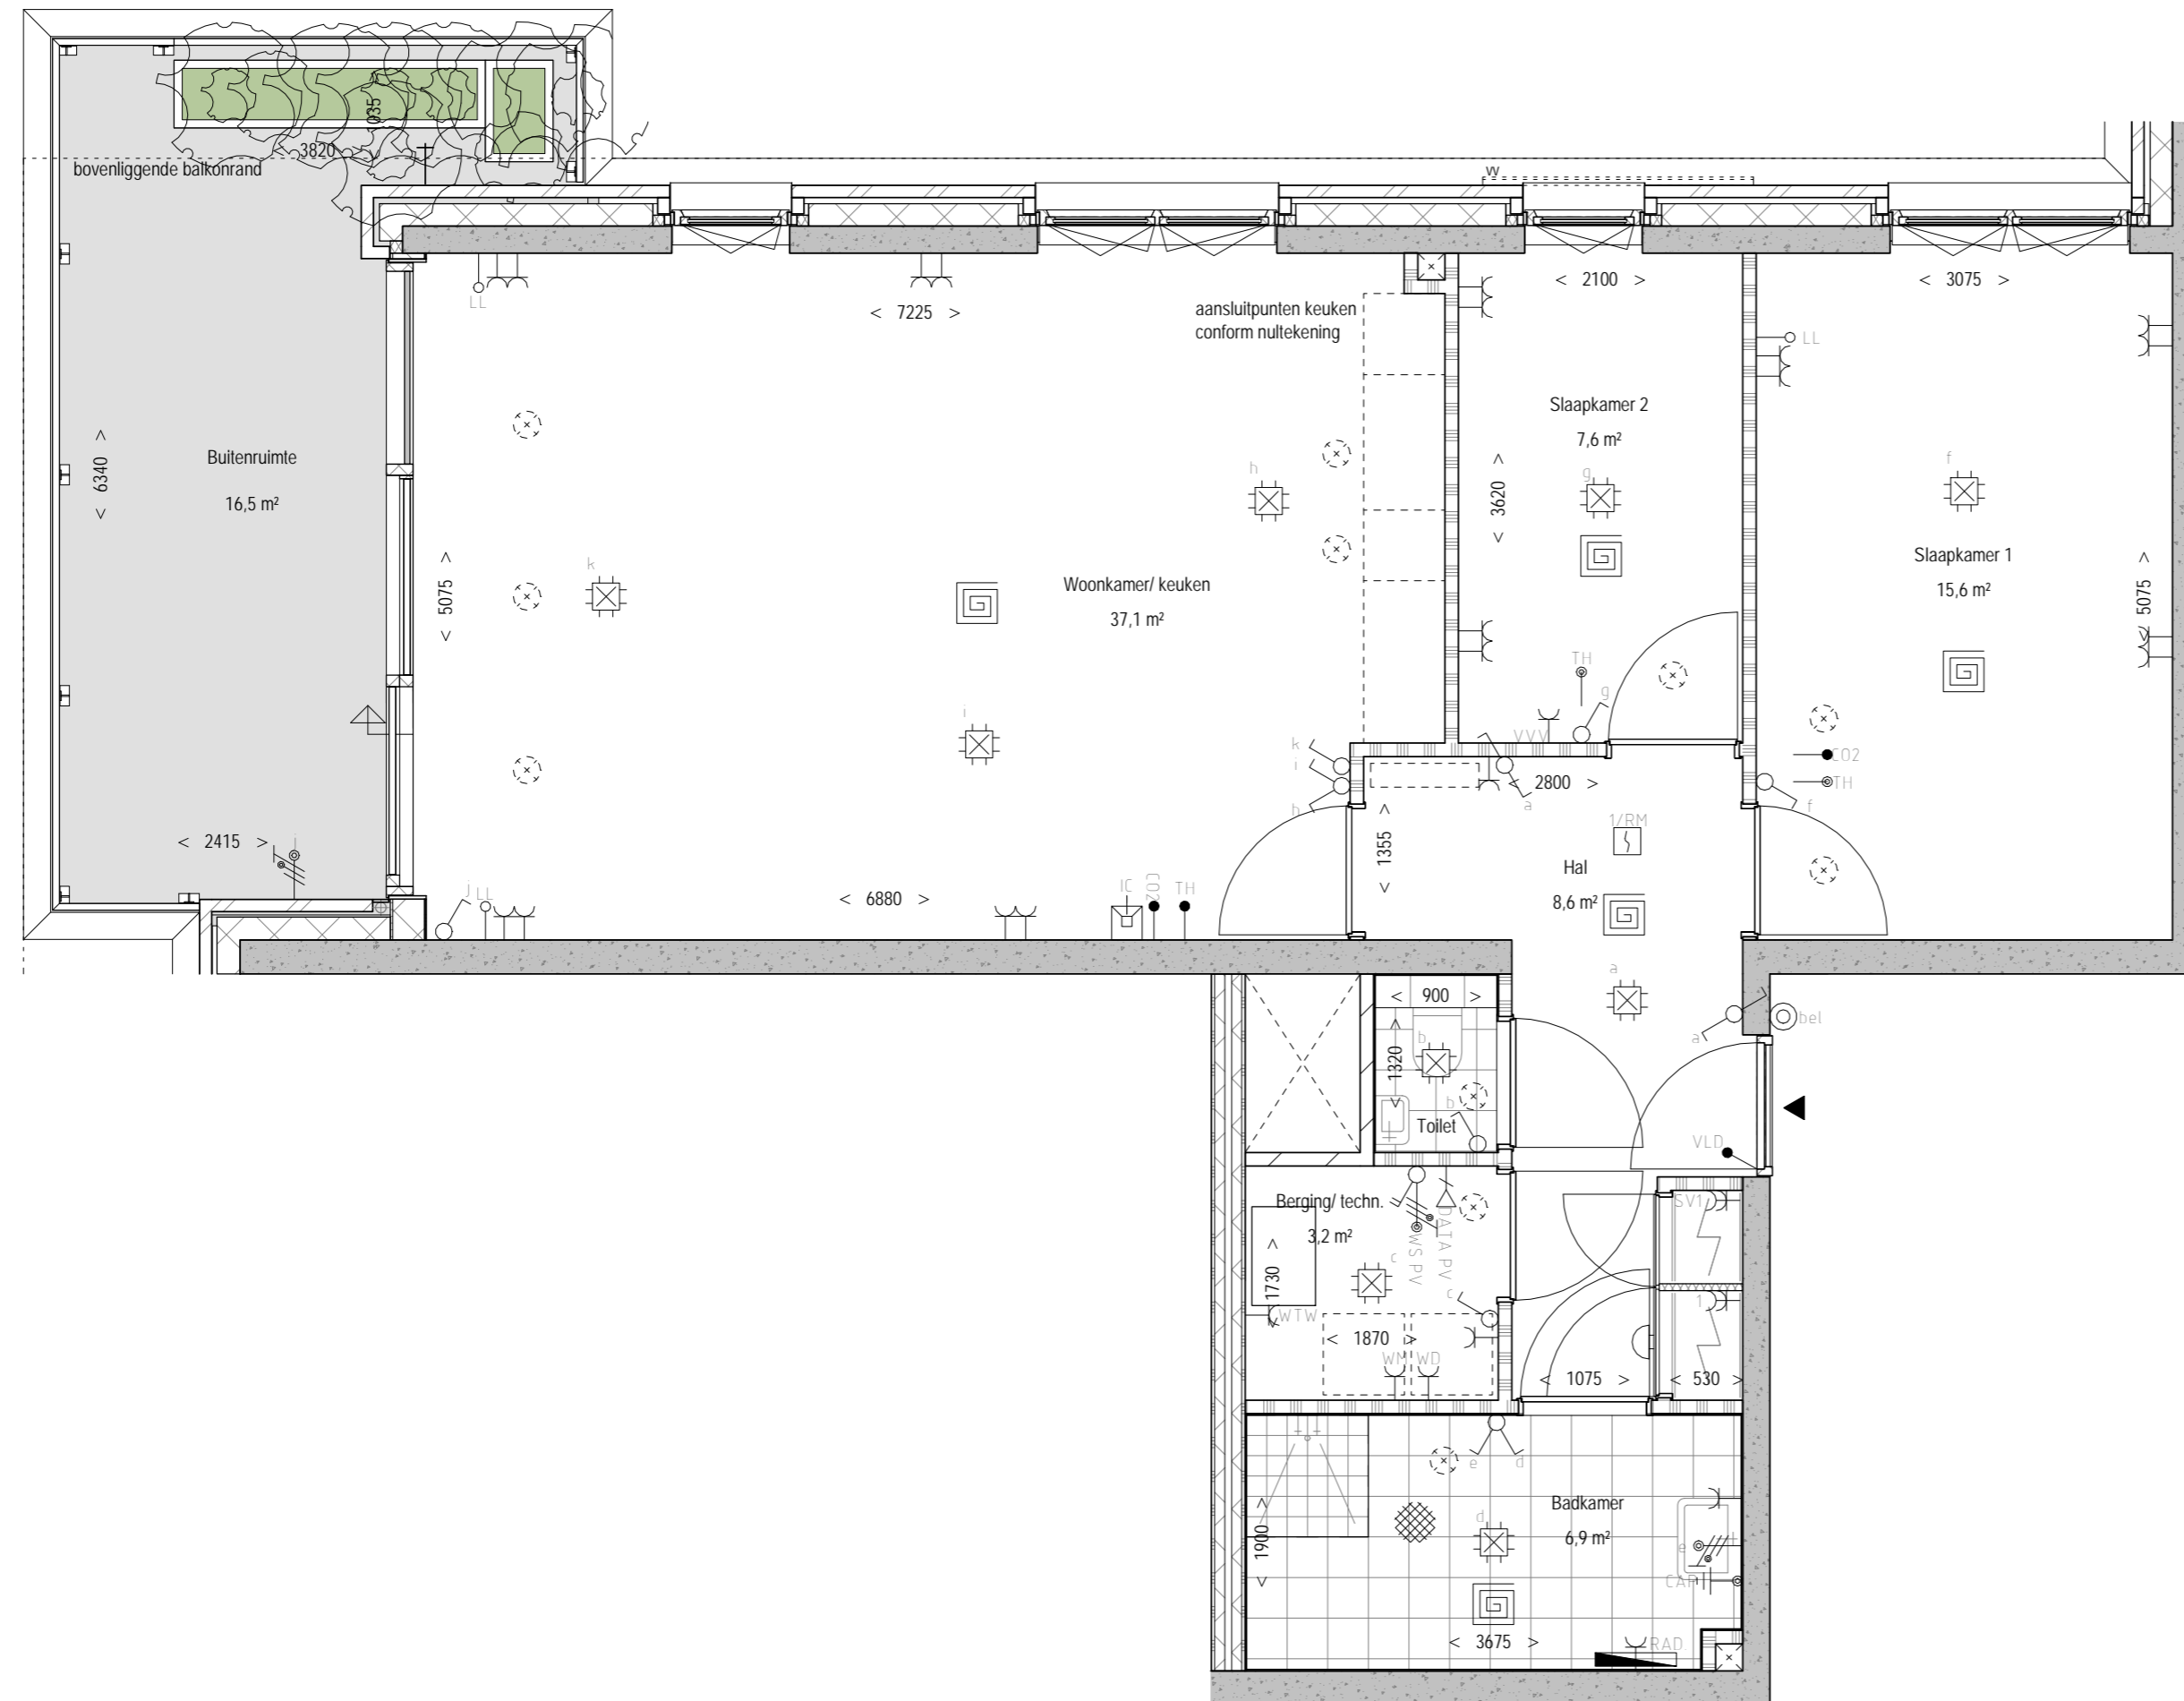 1035
< 3820 >
bovenliggende balkonrand
W
LL
< 7225 >
aansluitpunten keuken
conform nultekening
< 2100 >
< 3075 >
LL
Slaapkamer 2
7,6 m²
g
< 3620 >
f
Slaapkamer 1
15,6 m²
< 5075 >
< 6340 >
Buitenruimte
16,5 m²
< 5075 >
k
h
Woonkamer/ keuken
37,1 m²
i
TH
g
VVV
k
i
h
< 2800 >
a
CO2
TH
f
< 2415 >
j
j
LL
< 6880 >
IC
CO2
TH
< 1355 >
1/RM
Hal
8,6 m²
a
< 900 >
< 1320 >
b
b
Toilet
a
bel
VLD
Berging/ techn.
3,2 m²
< 1730 >
WS PV
DATA PV
c
c
WTW
< 1870 >
WM
WD
SV1
1
< 1075 >
< 530 >
e
d
< 1900 >
d
Badkamer
6,9 m²
e
CAP
< 3675 >
RAD